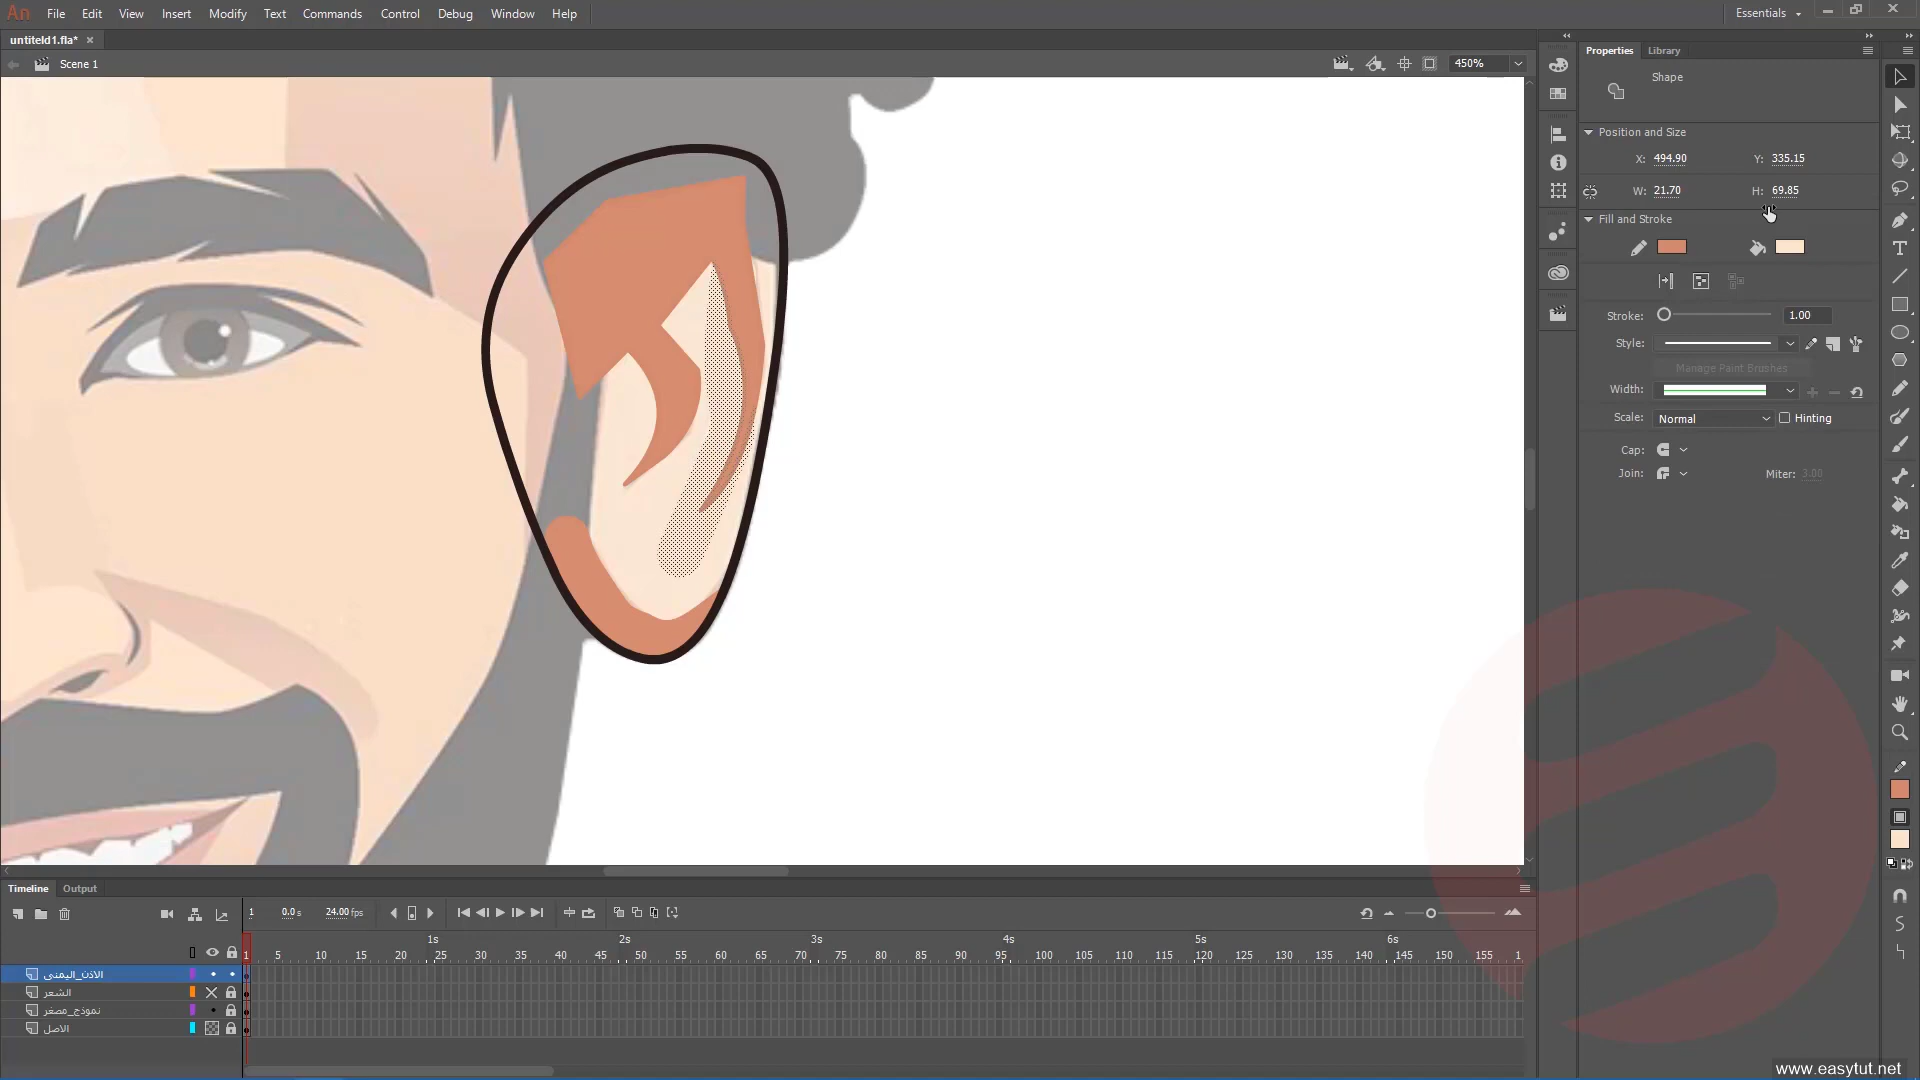 An File Edit View Insert Modify Text Commands Control Debug Window Help Essentials
untiteld1.fla* ×
Scene 1 450%
Properties Library
Shape
Position and Size
X: 494.90 Y: 335.15
W: 21.70 H: 69.85
Fill and Stroke
Stroke: 1.00
Style:
Manage Paint Brushes
Width:
Scale: Normal Hinting
Cap:
Join: Miter: 3.00
Timeline Output
1 0.0 s 24.00 fps
1s 2s 3s 4s 5s 6s
1 5 10 15 20 25 30 35 40 45 50 55 60 65 70 75 80 85 90 95 100 105 110 115 120 125 130 135 140 145 150 155 1
الاذن_اليمنى
الشعر
نموذج_مصغر
الاصل
www.easytut.net